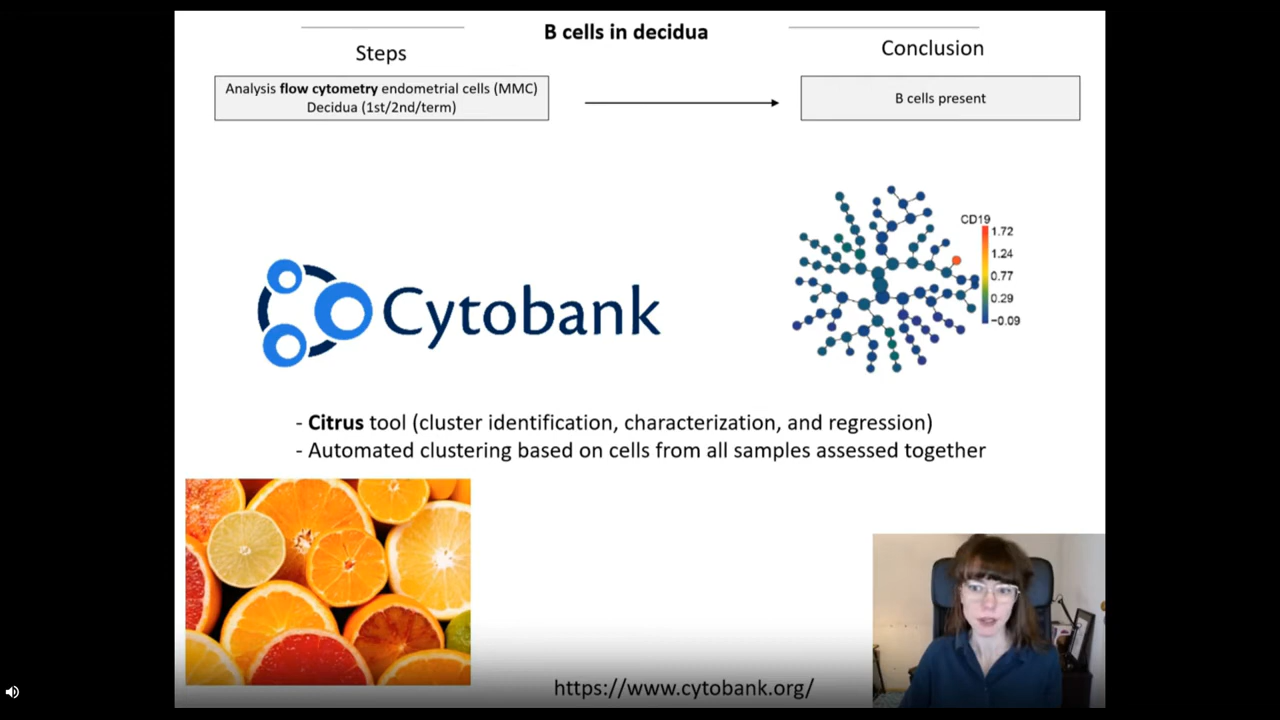 B cells in decidua
Steps
Conclusion
Analysis flow cytometry endometrial cells (MMC)
Decidua (1st/2nd/term)
B cells present
CD19
1.72
1.24
0.77
0.29
−0.09
Cytobank
- Citrus tool (cluster identification, characterization, and regression)
- Automated clustering based on cells from all samples assessed together
https://www.cytobank.org/